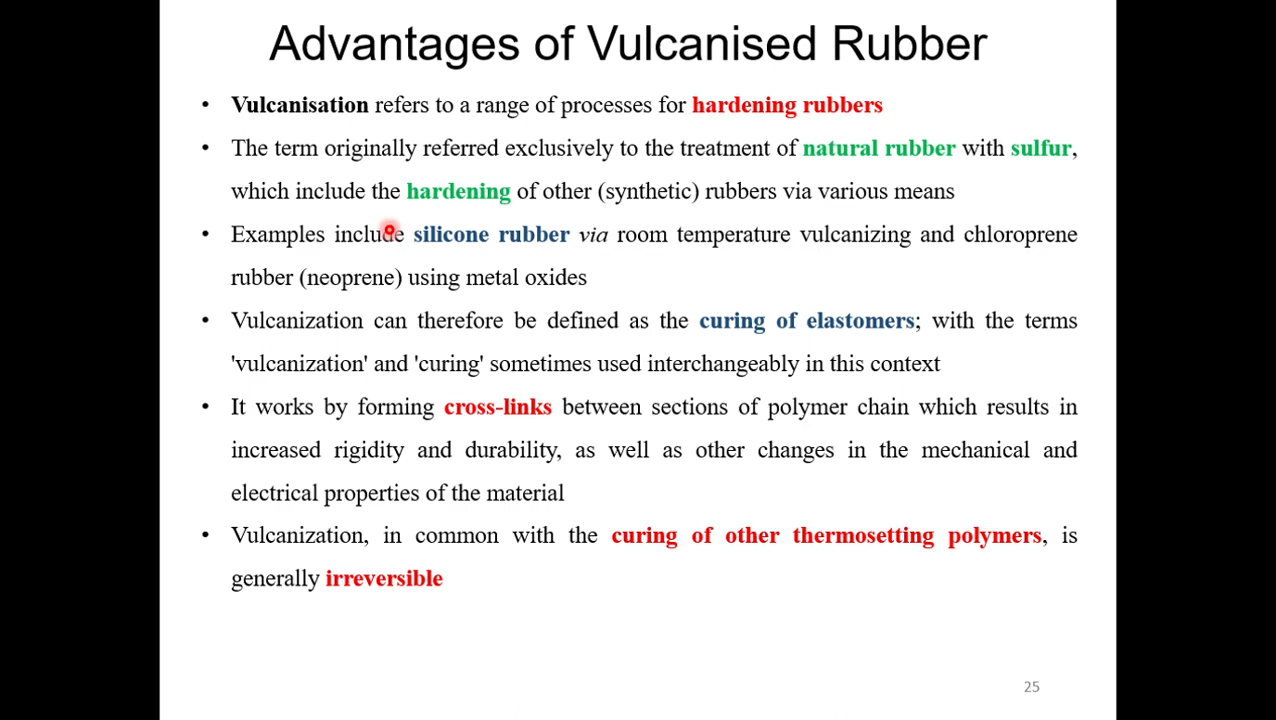 Advantages of Vulcanised Rubber
• Vulcanisation refers to a range of processes for hardening rubbers
• The term originally referred exclusively to the treatment of natural rubber with sulfur,
which include the hardening of other (synthetic) rubbers via various means
• Examples include silicone rubber via room temperature vulcanizing and chloroprene
rubber (neoprene) using metal oxides
• Vulcanization can therefore be defined as the curing of elastomers; with the terms
'vulcanization' and 'curing' sometimes used interchangeably in this context
• It works by forming cross-links between sections of polymer chain which results in
increased rigidity and durability, as well as other changes in the mechanical and
electrical properties of the material
• Vulcanization, in common with the curing of other thermosetting polymers, is
generally irreversible
25